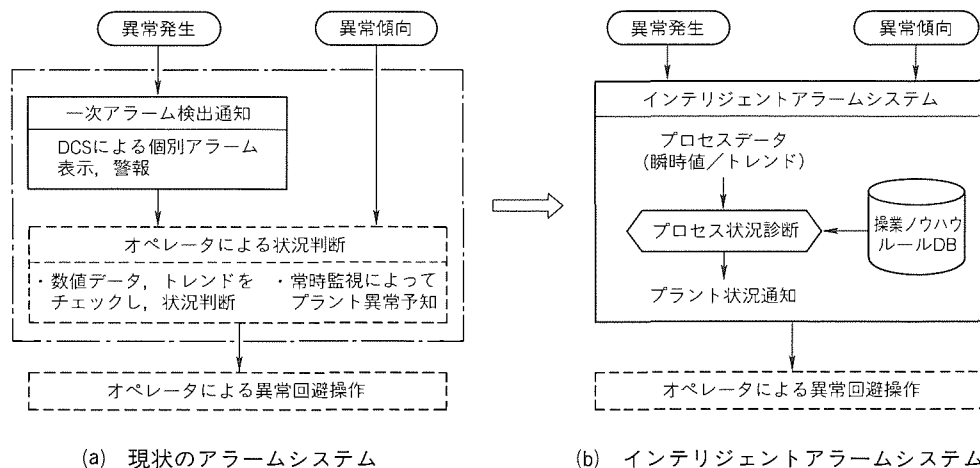 異常発生
異常傾向
一次アラーム検出通知
DCSによる個別アラーム
表示，警報
オペレータによる状況判断
・数値データ，トレンドを
チェックし，状況判断
・常時監視によって
プラント異常予知
オペレータによる異常回避操作
(a) 現状のアラームシステム
異常発生
異常傾向
インテリジェントアラームシステム
プロセスデータ
(瞬時値／トレンド)
プロセス状況診断
操業ノウハウ
ルールDB
プラント状況通知
オペレータによる異常回避操作
(b) インテリジェントアラームシステム